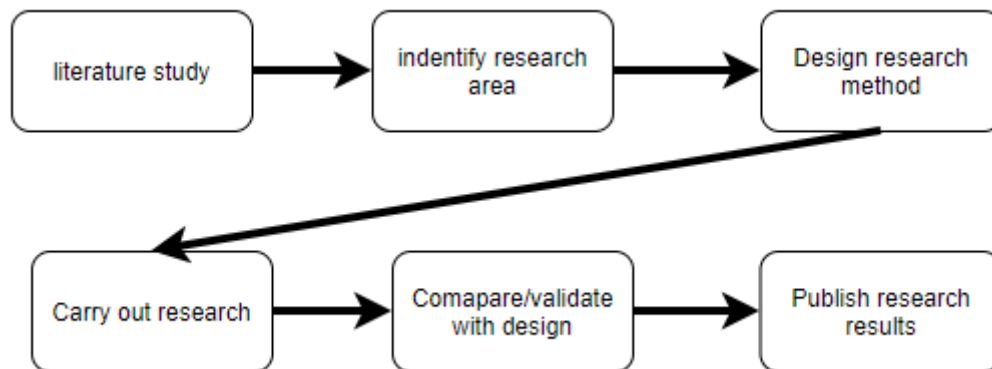 literature study
indentify research
area
Design research
method
Carry out research
Comapare/validate
with design
Publish research
results